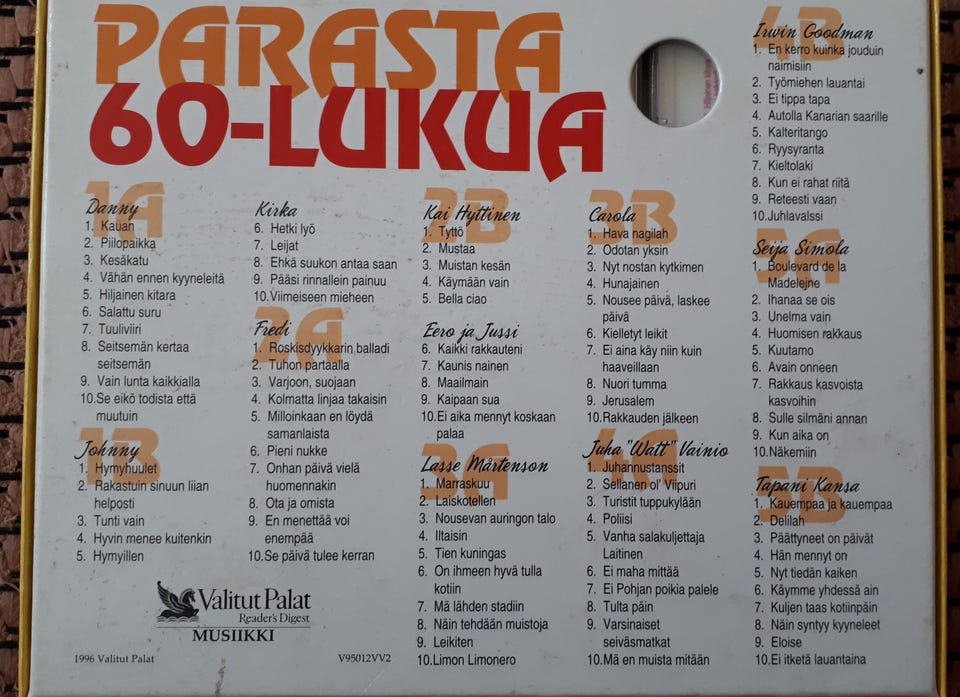 PARASTA
60-LUKUA
1A
Danny
1. Kauan
2. Piilopaikka
3. Kesäkatu
4. Vähän ennen kyyneleitä
5. Hiljainen kitara
6. Salattu suru
7. Tuuliviiri
8. Seitsemän kertaa
seitsemän
9. Vain lunta kaikkjalla
10.Se eikö todista että
muutuin
1B
Johnny
1. Hymyhuulet
2. Rakastuin sinuun liian
helposti
3. Tunti vain
4. Hyvin menee kuitenkin
5. Hymyillen
Kirka
6. Hetki lyö
7. Leijat
8. Ehkä suukon antaa saan
9. Pääsi rinnallein painuu
10.Viimeiseen mieheen
2A
Fredi
1. Roskisdyykkarin balladi
2. Tuhon partaalla
3. Varjoon, suojaan
4. Kolmatta linjaa takaisin
5. Milloinkaan en löydä
samanlaista
6. Pieni nukke
7. Onhan päivä vielä
huomennakin
8. Ota ja omista
9. En menettää voi
enempää
10.Se päivä tulee kerran
2B
Kai Hyttinen
1. Tyttö
2. Mustaa
3. Muistan kesän
4. Käymään vain
5. Bella ciao
Eero ja Jussi
6. Kaikki rakkauteni
7. Kaunis nainen
8. Maailmain
9. Kaipaan sua
10.Ei aika mennyt koskaan
palaa
3A
Lasse Mårtenson
1. Marraskuu
2. Laiskotellen
3. Nousevan auringon talo
4. Iltaisin
5. Tien kuningas
6. On ihmeen hyvä tulla
kotiin
7. Mä lähden stadiin
8. Näin tehdään muistoja
9. Leikiten
10.Limon Limonero
3B
Carola
1. Hava nagilah
2. Odotan yksin
3. Nyt nostan kytkimen
4. Hunajainen
5. Nousee päivä, laskee
päivä
6. Kielletyt leikit
7. Ei aina käy niin kuin
haaveillaan
8. Nuori tumma
9. Jerusalem
10.Rakkauden jälkeen
4A
Juha "Watt" Vainio
1. Juhannustanssit
2. Sellanen ol' Viipuri
3. Turistit tuppukylään
4. Poliisi
5. Vanha salakuljettaja
Laitinen
6. Ei maha mittää
7. Ei Pohjan poikia palele
8. Tulta päin
9. Varsinaiset
seiväsmatkat
10.Mä en muista mitään
4B
Irwin Goodman
1. En kerro kuinka jouduin
naimisiin
2. Työmiehen lauantai
3. Ei tippa tapa
4. Autolla Kanarian saarille
5. Kalteritango
6. Ryysyranta
7. Kieltolaki
8. Kun ei rahat riitä
9. Reteesti vaan
10.Juhlavalssi
5A
Seija Simola
1. Boulevard de la
Madelejne
2. Ihanaa se ois
3. Unelma vain
4. Huomisen rakkaus
5. Kuutamo
6. Avain onneen
7. Rakkaus kasvoista
kasvoihin
8. Sulle silmäni annan
9. Kun aika on
10.Näkemiin
5B
Tapani Kansa
1. Kauempaa ja kauempaa
2. Delilah
3. Päättyneet on päivät
4. Hän mennyt on
5. Nyt tiedän kaiken
6. Käymme yhdessä ain
7. Kuljen taas kotiinpäin
8. Näin syntyy kyyneleet
9. Eloise
10.Ei itketä lauantaina
Valitut Palat
Reader's Digest
MUSIIKKI
1996 Valitut Palat
V95012VV2